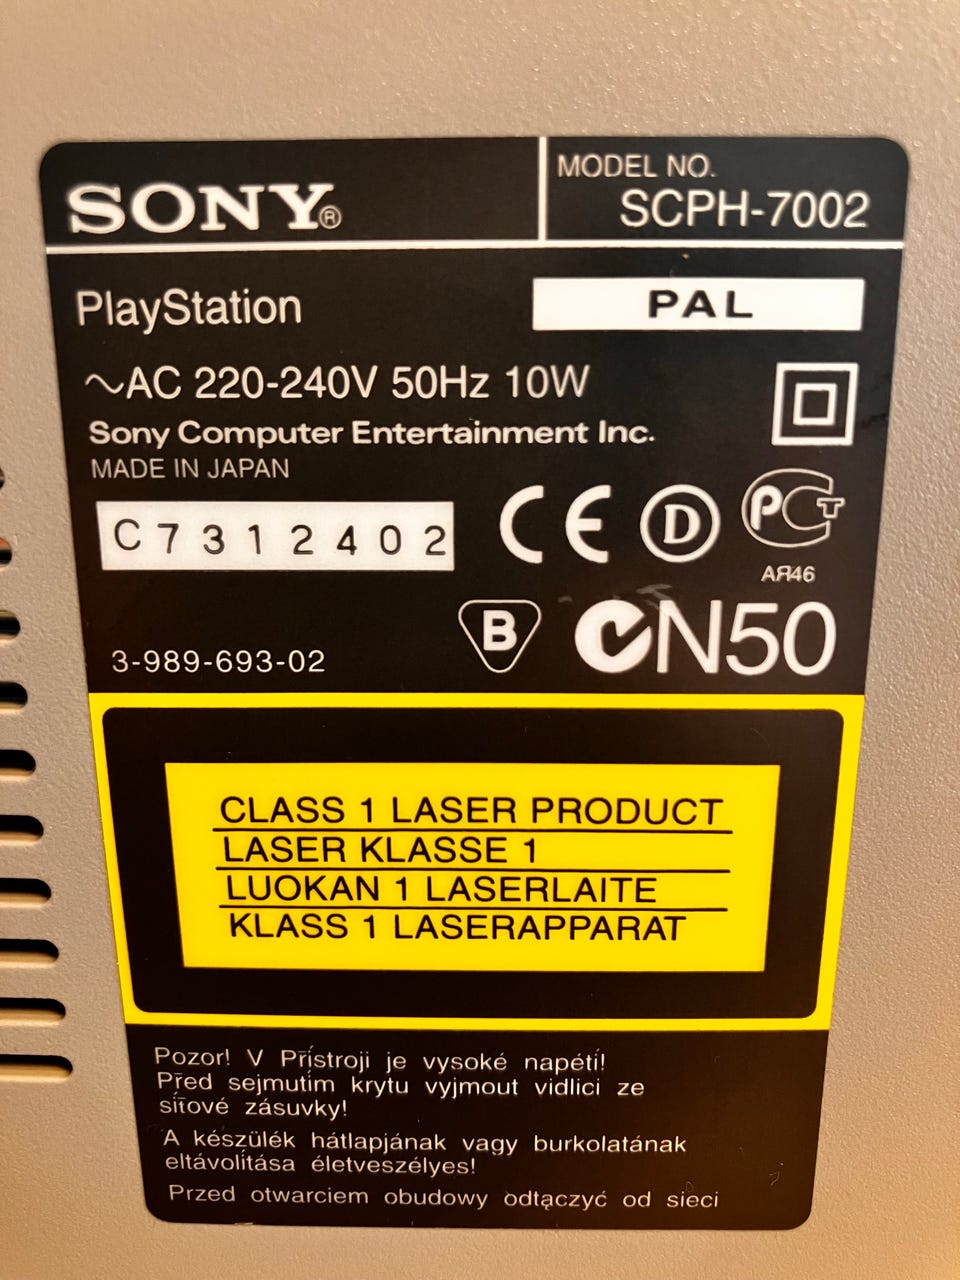 SONY®
MODEL NO.
SCPH-7002
PlayStation
PAL
~AC 220-240V 50Hz 10W
Sony Computer Entertainment Inc.
MADE IN JAPAN
C7312402
CE D PCT
АЯ46
B N50
3-989-693-02
CLASS 1 LASER PRODUCT
LASER KLASSE 1
LUOKAN 1 LASERLAITE
KLASS 1 LASERAPPARAT
Pozor! V Přístroji je vysoké napětí!
Před sejmutím krytu vyjmout vidlici ze
síťové zásuvky!
A készülék hátlapjának vagy burkolatának
eltávolítása életveszélyes!
Przed otwarciem obudowy odtączyć od sieci